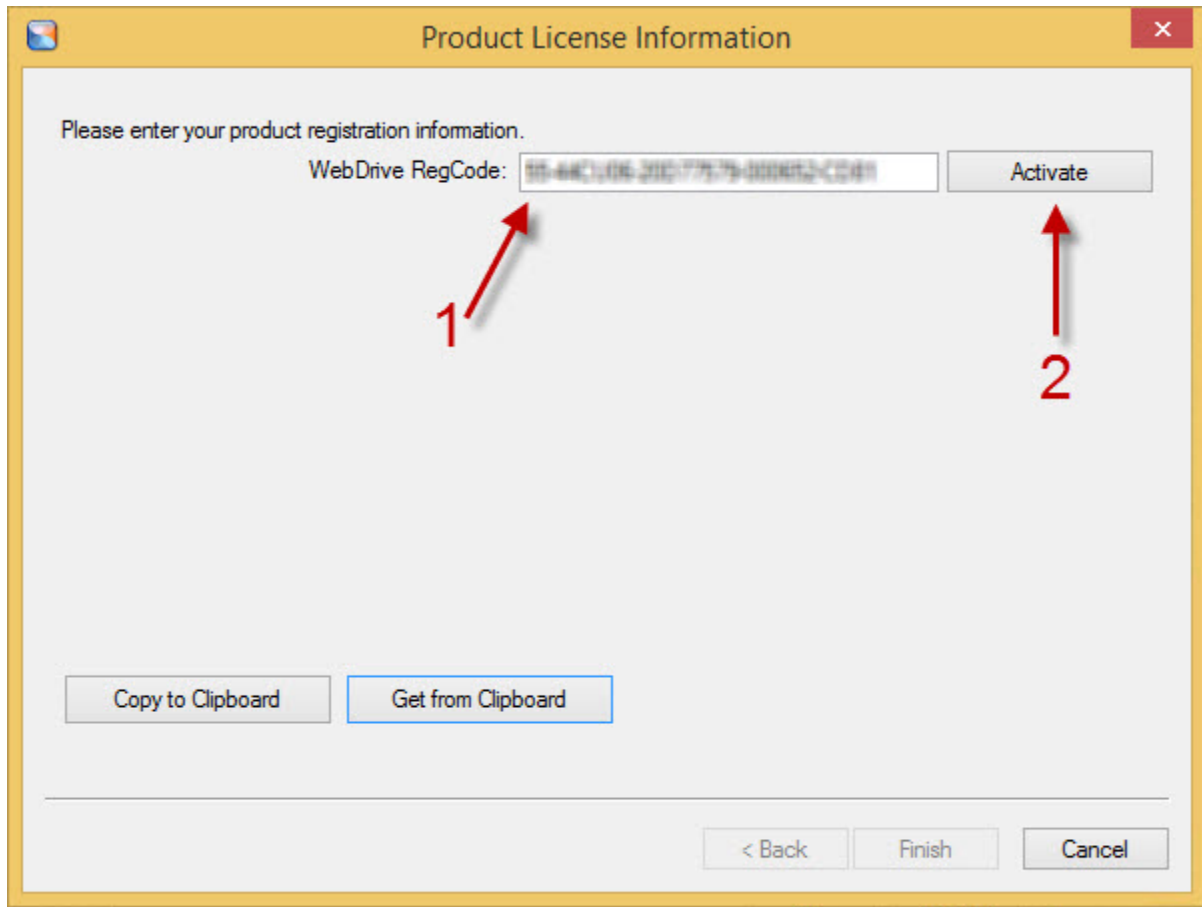 Product License Information
Please enter your product registration information.
WebDrive RegCode:
Activate
1
2
Copy to Clipboard
Get from Clipboard
< Back
Finish
Cancel